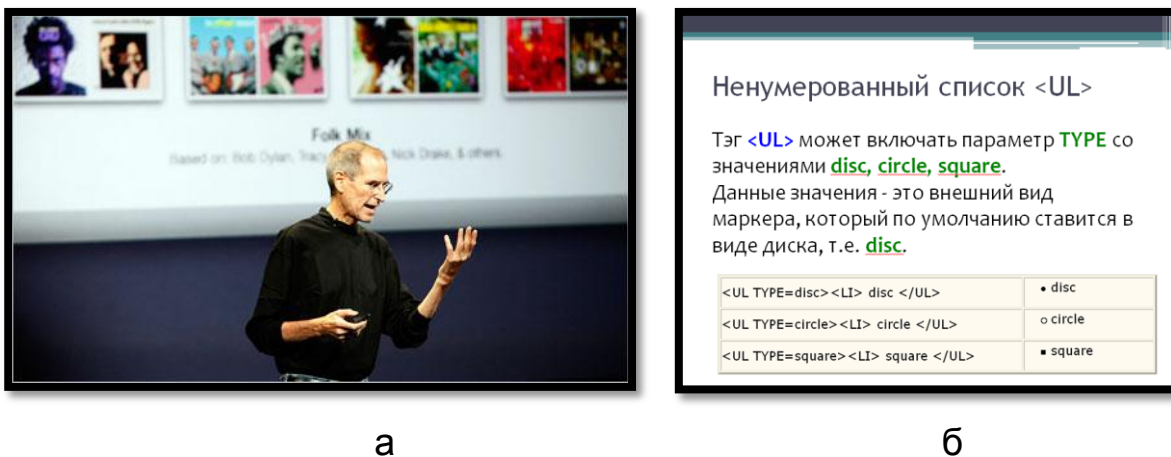 Folk Mix
Based on: Bob Dylan, Tracy Nick Drake, & others.
Ненумерованный список <UL>
Тэг <UL> может включать параметр TYPE со
значениями disc, circle, square.
Данные значения - это внешний вид
маркера, который по умолчанию ставится в
виде диска, т.е. disc.
<UL TYPE=disc><LI> disc </UL>
• disc
<UL TYPE=circle><LI> circle </UL>
○ circle
<UL TYPE=square><LI> square </UL>
▪ square
а
б